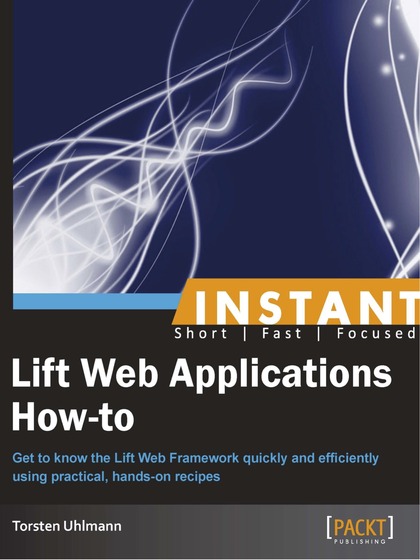 INSTANT
Short | Fast | Focused
Lift Web Applications
How-to
Get to know the Lift Web Framework quickly and efficiently
using practical, hands-on recipes
Torsten Uhlmann
[PACKT]
PUBLISHING